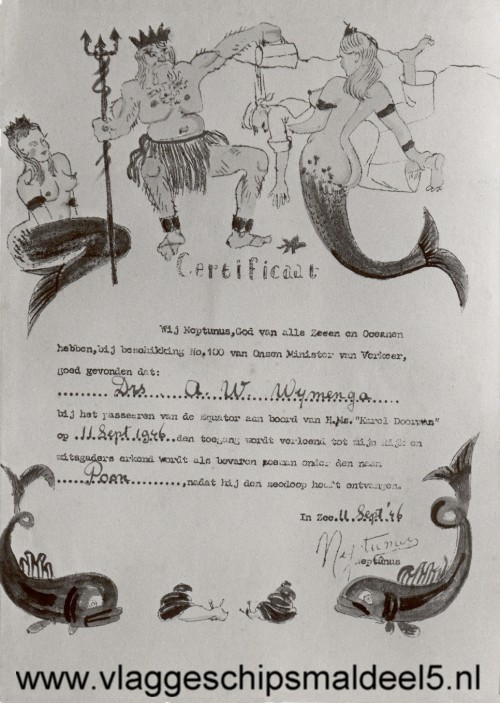 Certificaat
Wij Neptunus, God van alle Zeeen en Oceanen
hebben, bij beschikking No, 100 van Onsen Minister van Verkeer,
goed gevonden dat:
Drs. A. W. Wymenga
bij het passeeren van de Equator aan boord van H.Ms. "Karel Doorman"
op 11 Sept 1946 den toegang wordt verleend tot mijn Rijk en
mitsgaders erkend wordt als bevaren zeeman onder den naam
Poen, nadat hij den zeedoop heeft ontvangen.
In Zee 11 Sept. '46
Neptunus
Neptunus
www.vlaggeschipsmaldeel5.nl